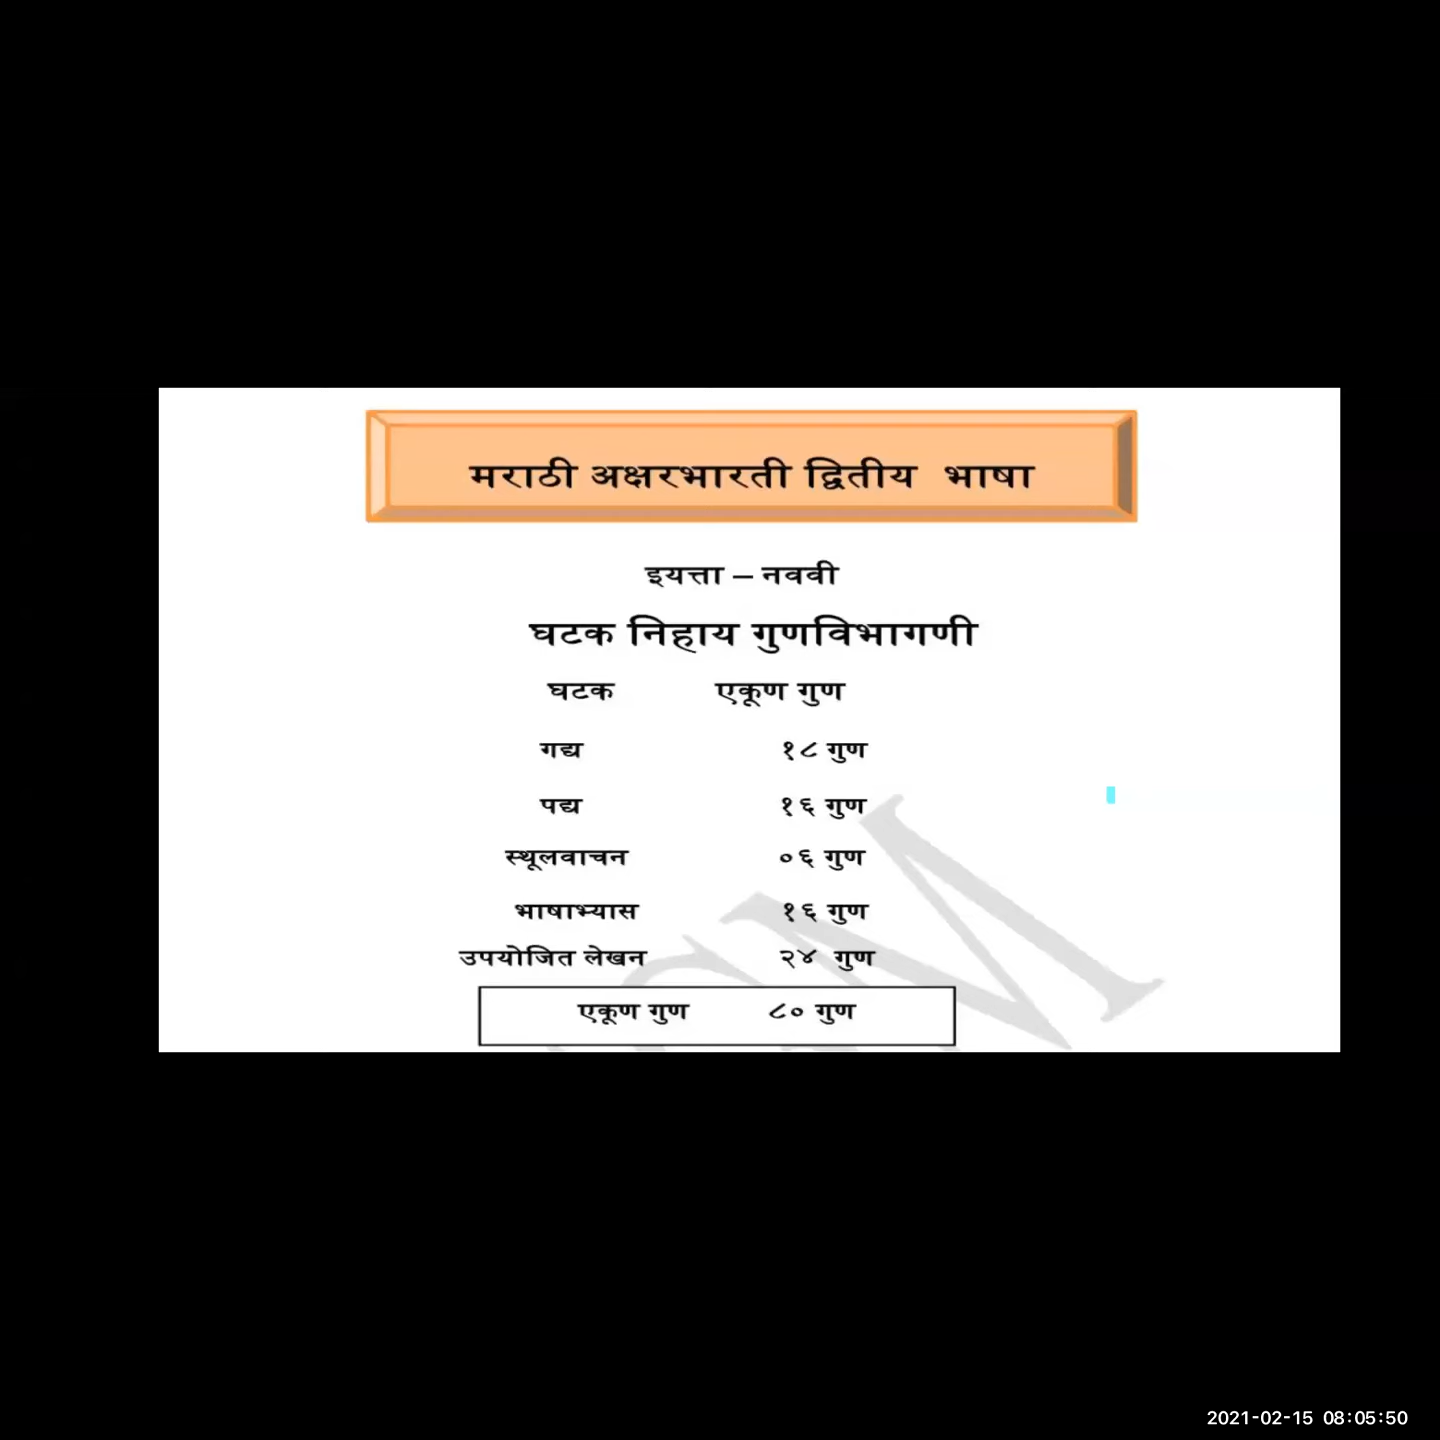 मराठी अक्षरभारती द्वितीय भाषा
इयत्ता – नववी
घटक निहाय गुणविभागणी
घटक एकूण गुण
गद्य १८ गुण
पद्य १६ गुण
स्थूलवाचन ०६ गुण
भाषाभ्यास १६ गुण
उपयोजित लेखन २४ गुण
एकूण गुण ८० गुण
2021-02-15 08:05:50